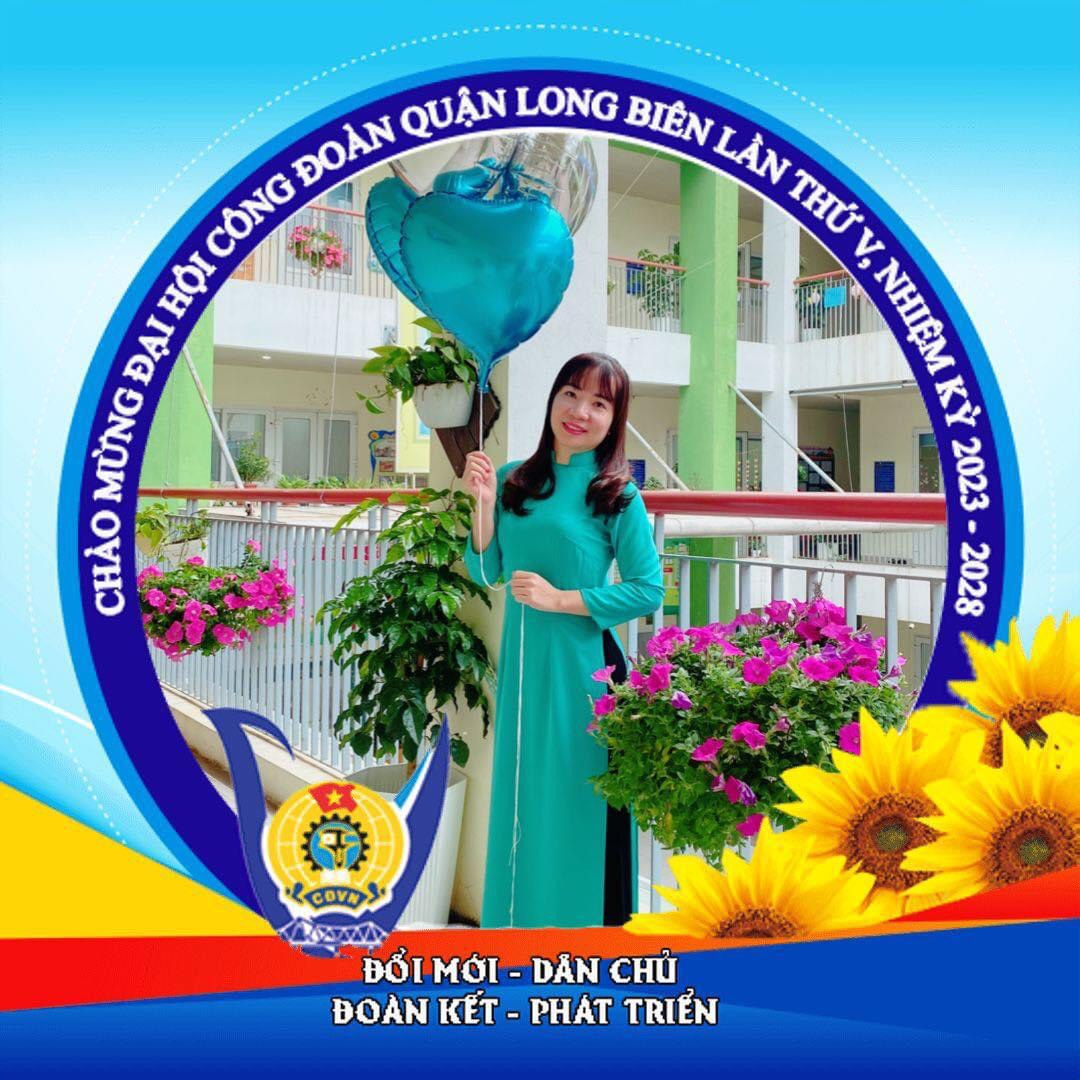 CHÀO MỪNG ĐẠI HỘI CÔNG ĐOÀN QUẬN LONG BIÊN LẦN THỨ V, NHIỆM KỲ 2023 - 2028
CĐVN
ĐỔI MỚI - DÂN CHỦ
ĐOÀN KẾT - PHÁT TRIỂN